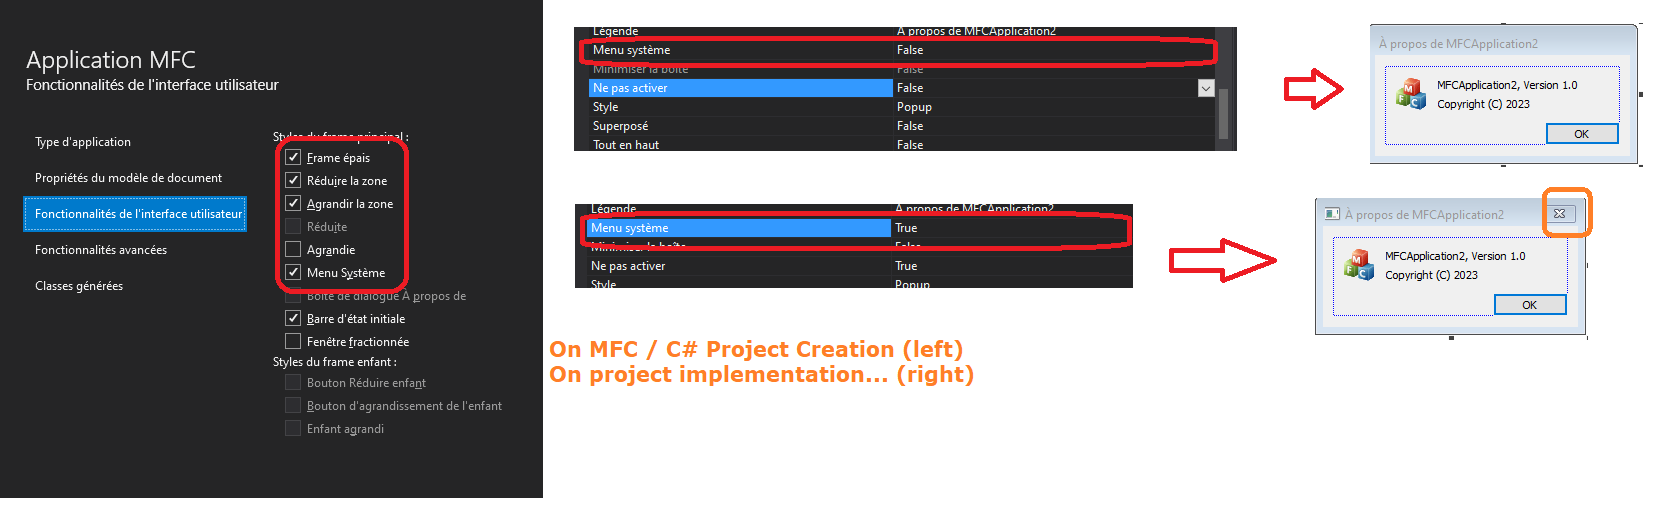 Application MFC
Fonctionnalités de l'interface utilisateur
Type d'application
Propriétés du modèle de document
Fonctionnalités de l'interface utilisateur
Fonctionnalités avancées
Classes générées
Styles du frame principal :
Frame épais
Réduire la zone
Agrandir la zone
Réduite
Agrandie
Menu Système
Boîte de dialogue À propos de
Barre d'état initiale
Fenêtre fractionnée
Styles du frame enfant :
Bouton Réduire enfant
Bouton d'agrandissement de l'enfant
Enfant agrandi
Légende À propos de MFCApplication2
Menu système False
Minimiser la boîte False
Ne pas activer False
Style Popup
Superposé False
Tout en haut False
À propos de MFCApplication2
MFC
MFCApplication2, Version 1.0
Copyright (C) 2023
OK
Légende À propos de MFCApplication2
Menu système True
Minimiser la boîte False
Ne pas activer True
Style Popup
À propos de MFCApplication2
MFC
MFCApplication2, Version 1.0
Copyright (C) 2023
OK
On MFC / C# Project Creation (left)
On project implementation... (right)